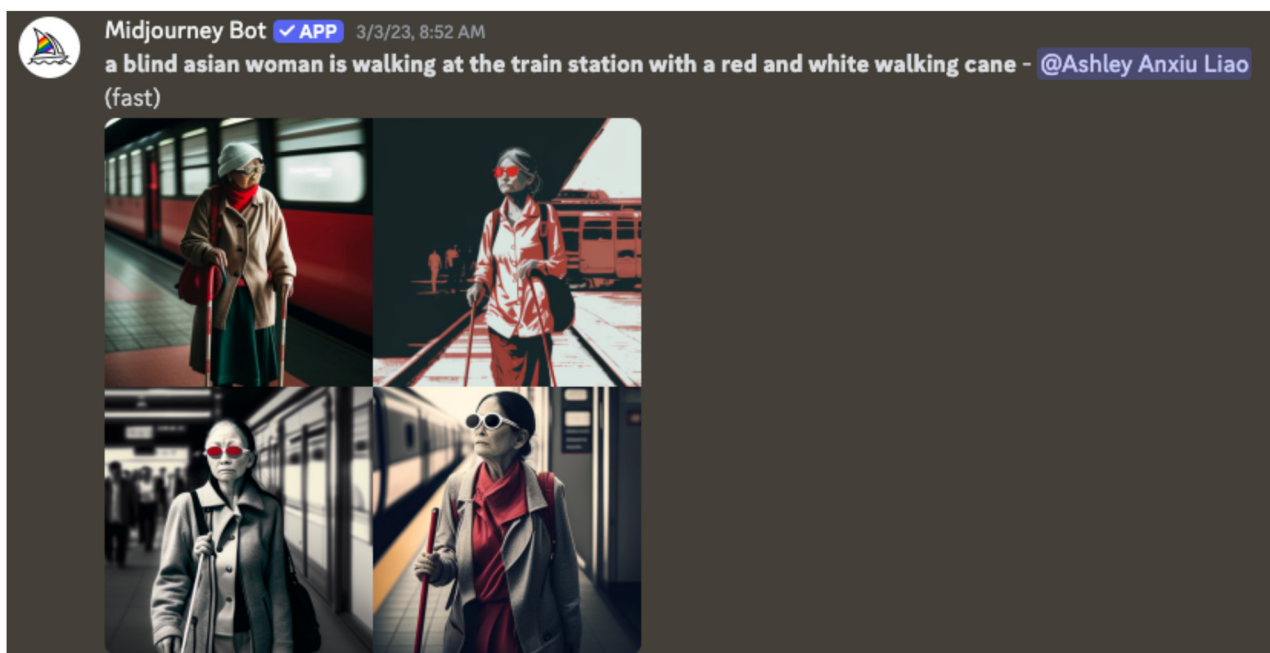 Midjourney Bot ✓ APP 3/3/23, 8:52 AM
a blind asian woman is walking at the train station with a red and white walking cane - @Ashley Anxiu Liao
(fast)